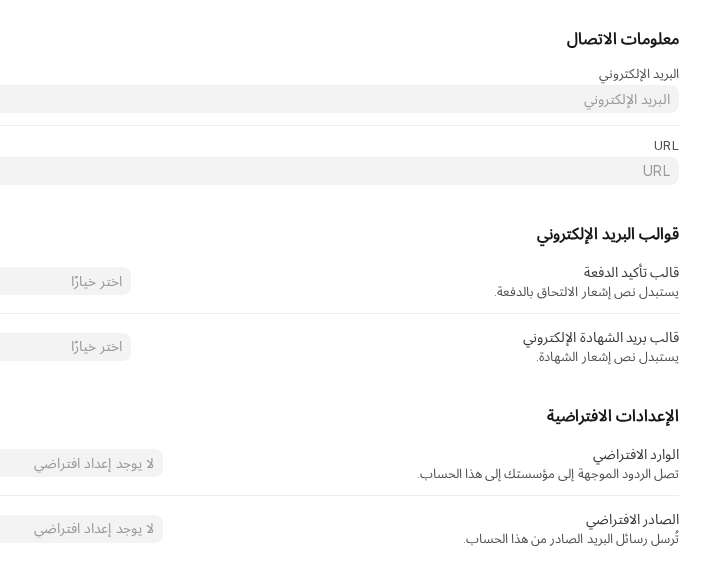 معلومات الاتصال
البريد الإلكتروني
البريد الإلكتروني
URL
URL
قوالب البريد الإلكتروني
قالب تأكيد الدفعة
يستبدل نص إشعار الالتحاق بالدفعة.
اختر خيارًا
قالب بريد الشهادة الإلكتروني
يستبدل نص إشعار الشهادة.
اختر خيارًا
الإعدادات الافتراضية
الوارد الافتراضي
تصل الردود الموجهة إلى مؤسستك إلى هذا الحساب.
لا يوجد إعداد افتراضي
الصادر الافتراضي
تُرسل رسائل البريد الصادر من هذا الحساب.
لا يوجد إعداد افتراضي